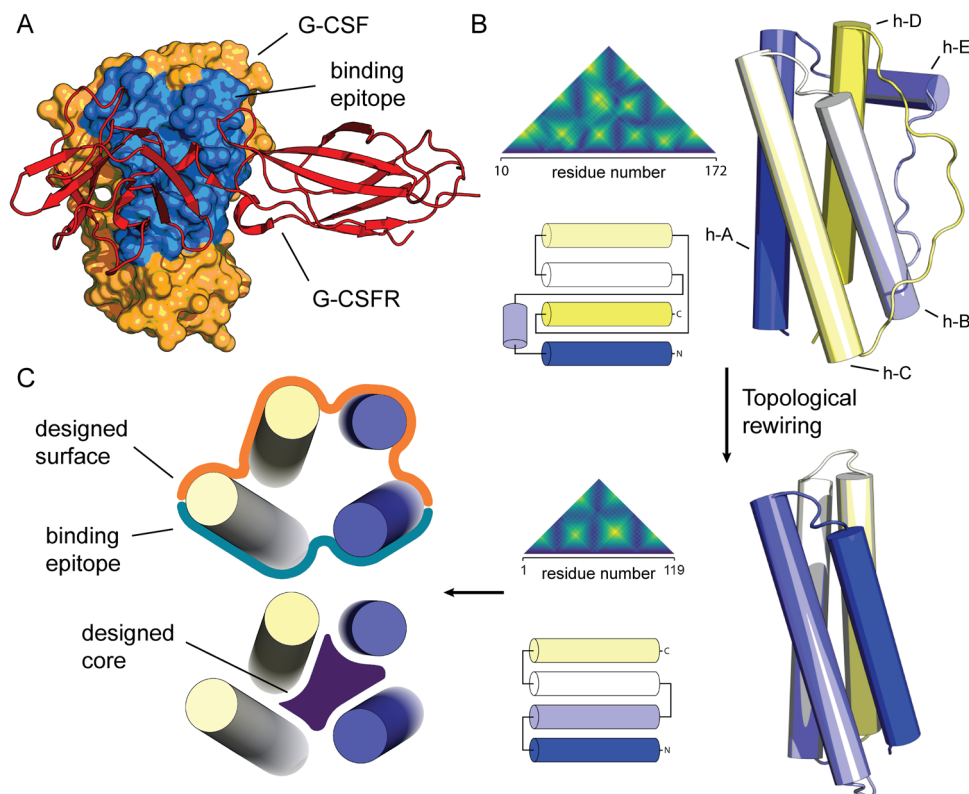 A
G-CSF
binding
epitope
G-CSFR
B
10
172
residue number
C
N
h-D
h-E
h-A
h-B
h-C
Topological
rewiring
C
designed
surface
binding
epitope
designed
core
1
119
residue number
C
N